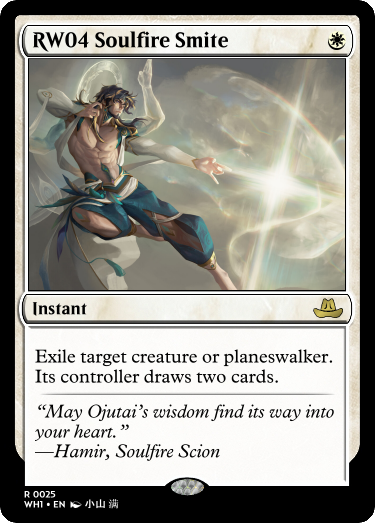 RW04 Soulfire Smite
Instant
Exile target creature or planeswalker.
Its controller draws two cards.
“May Ojutai’s wisdom find its way into
your heart.”
—Hamir, Soulfire Scion
R 0025
WH1 • EN 小山 满